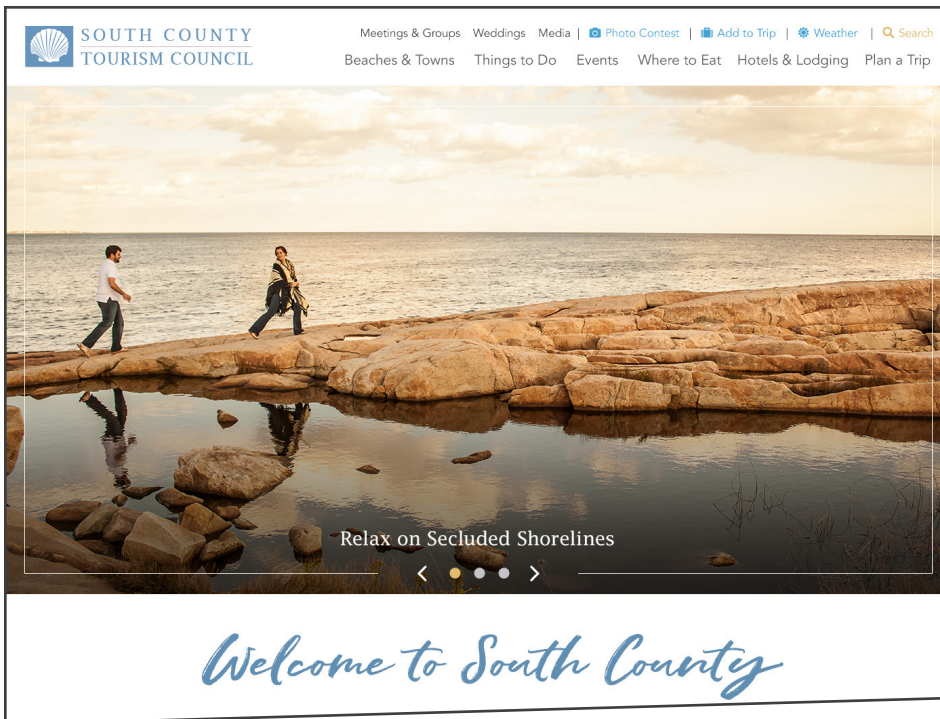 SOUTH COUNTY
TOURISM COUNCIL
Meetings & Groups Weddings Media | Photo Contest | Add to Trip | Weather | Search
Beaches & Towns Things to Do Events Where to Eat Hotels & Lodging Plan a Trip
Relax on Secluded Shorelines
Welcome to South County